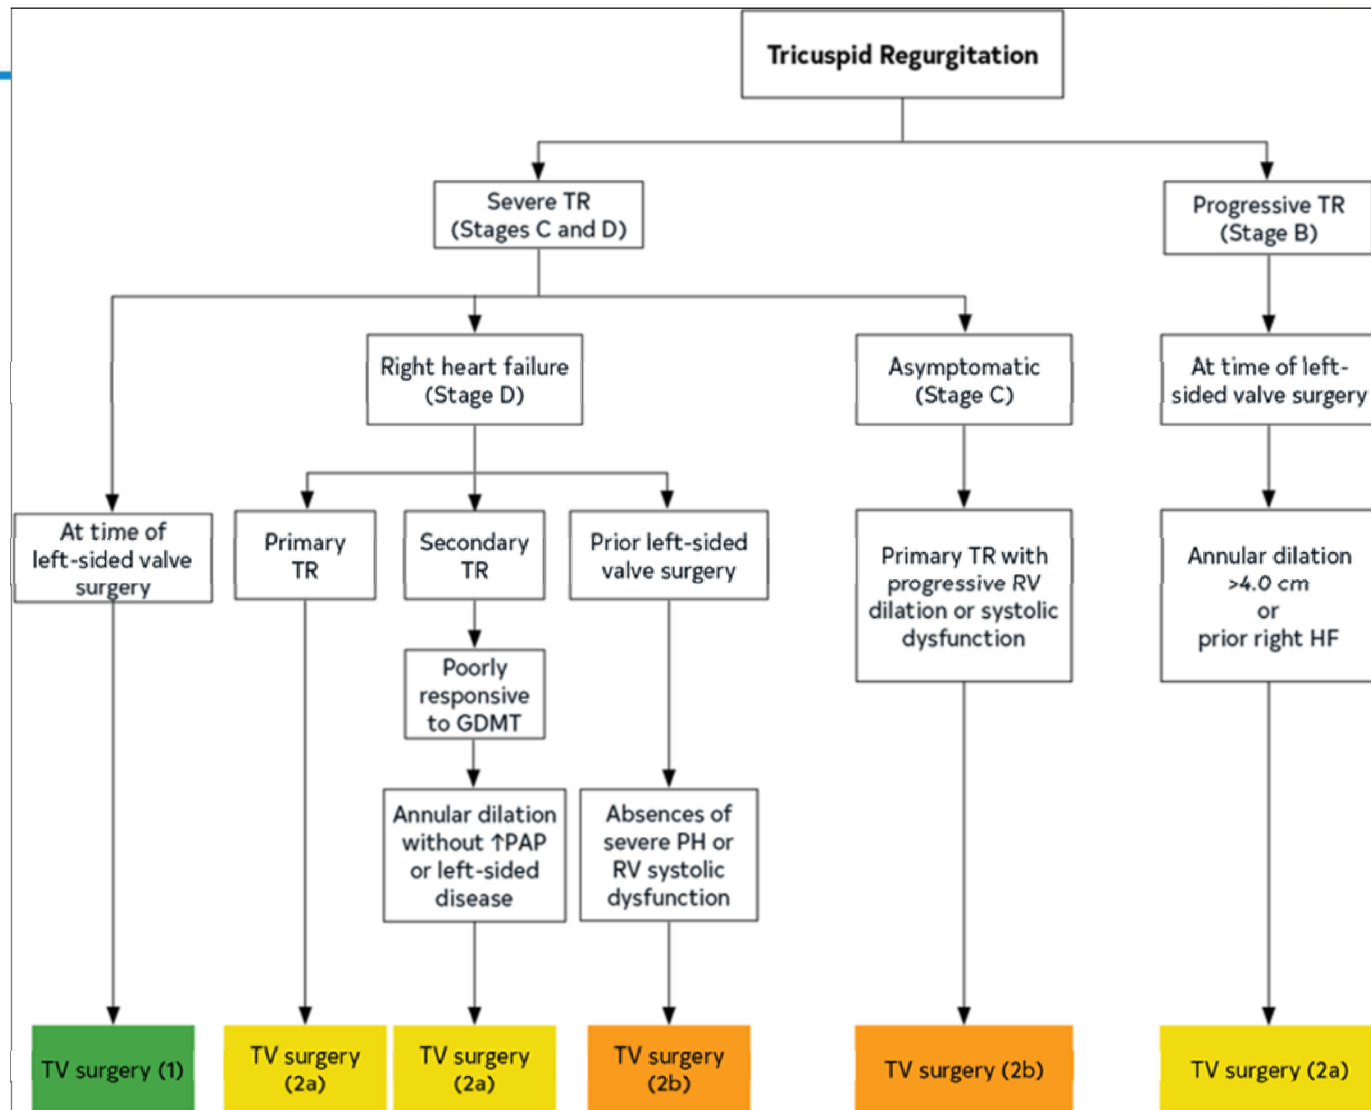 Tricuspid Regurgitation
Severe TR
(Stages C and D)
Progressive TR
(Stage B)
Right heart failure
(Stage D)
Asymptomatic
(Stage C)
At time of left-
sided valve surgery
At time of
left-sided valve
surgery
Primary
TR
Secondary
TR
Prior left-sided
valve surgery
Primary TR with
progressive RV
dilation or systolic
dysfunction
Annular dilation
>4.0 cm
or
prior right HF
Poorly
responsive
to GDMT
Annular dilation
without ↑PAP
or left-sided
disease
Absences of
severe PH or
RV systolic
dysfunction
TV surgery (1)
TV surgery
(2a)
TV surgery
(2a)
TV surgery
(2b)
TV surgery (2b)
TV surgery (2a)